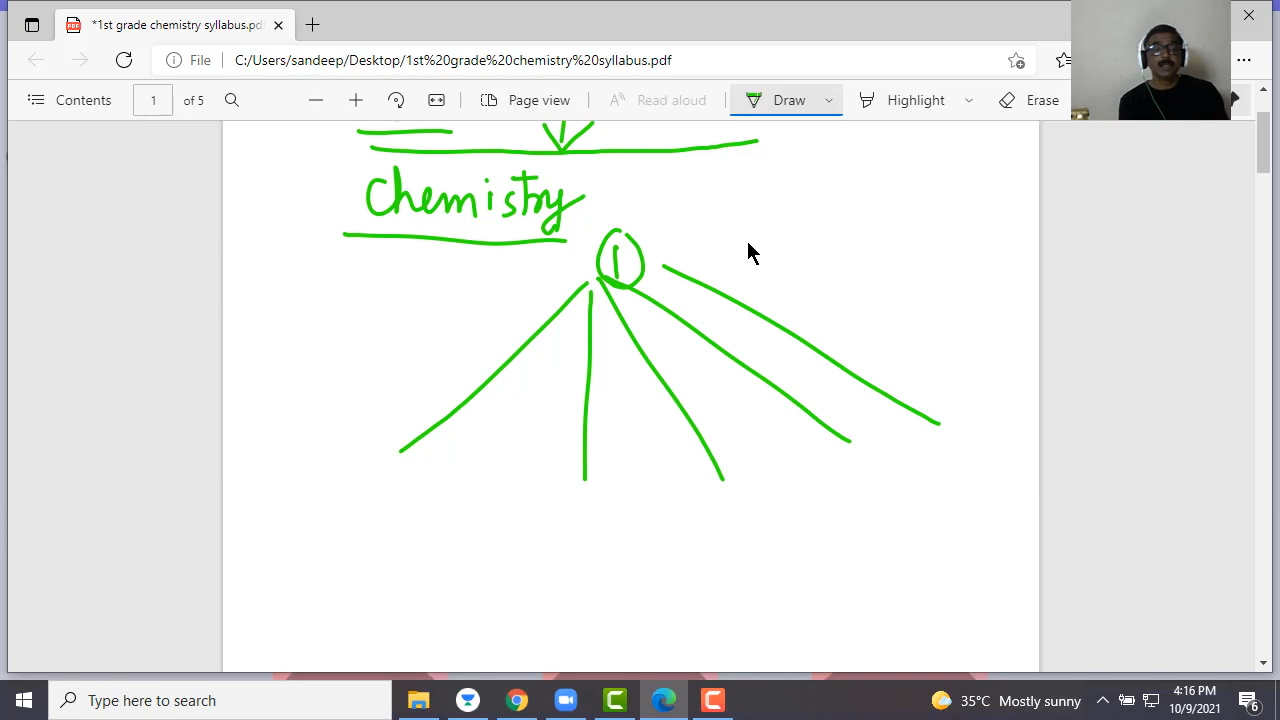 *1st grade chemistry syllabus.pd
File C:/Users/sandeep/Desktop/1st%20grade%20chemistry%20syllabus.pdf
Contents 1 of 5 Page view Read aloud Draw Highlight Erase
Chemistry
1
Type here to search
35°C Mostly sunny
4:16 PM
10/9/2021
6